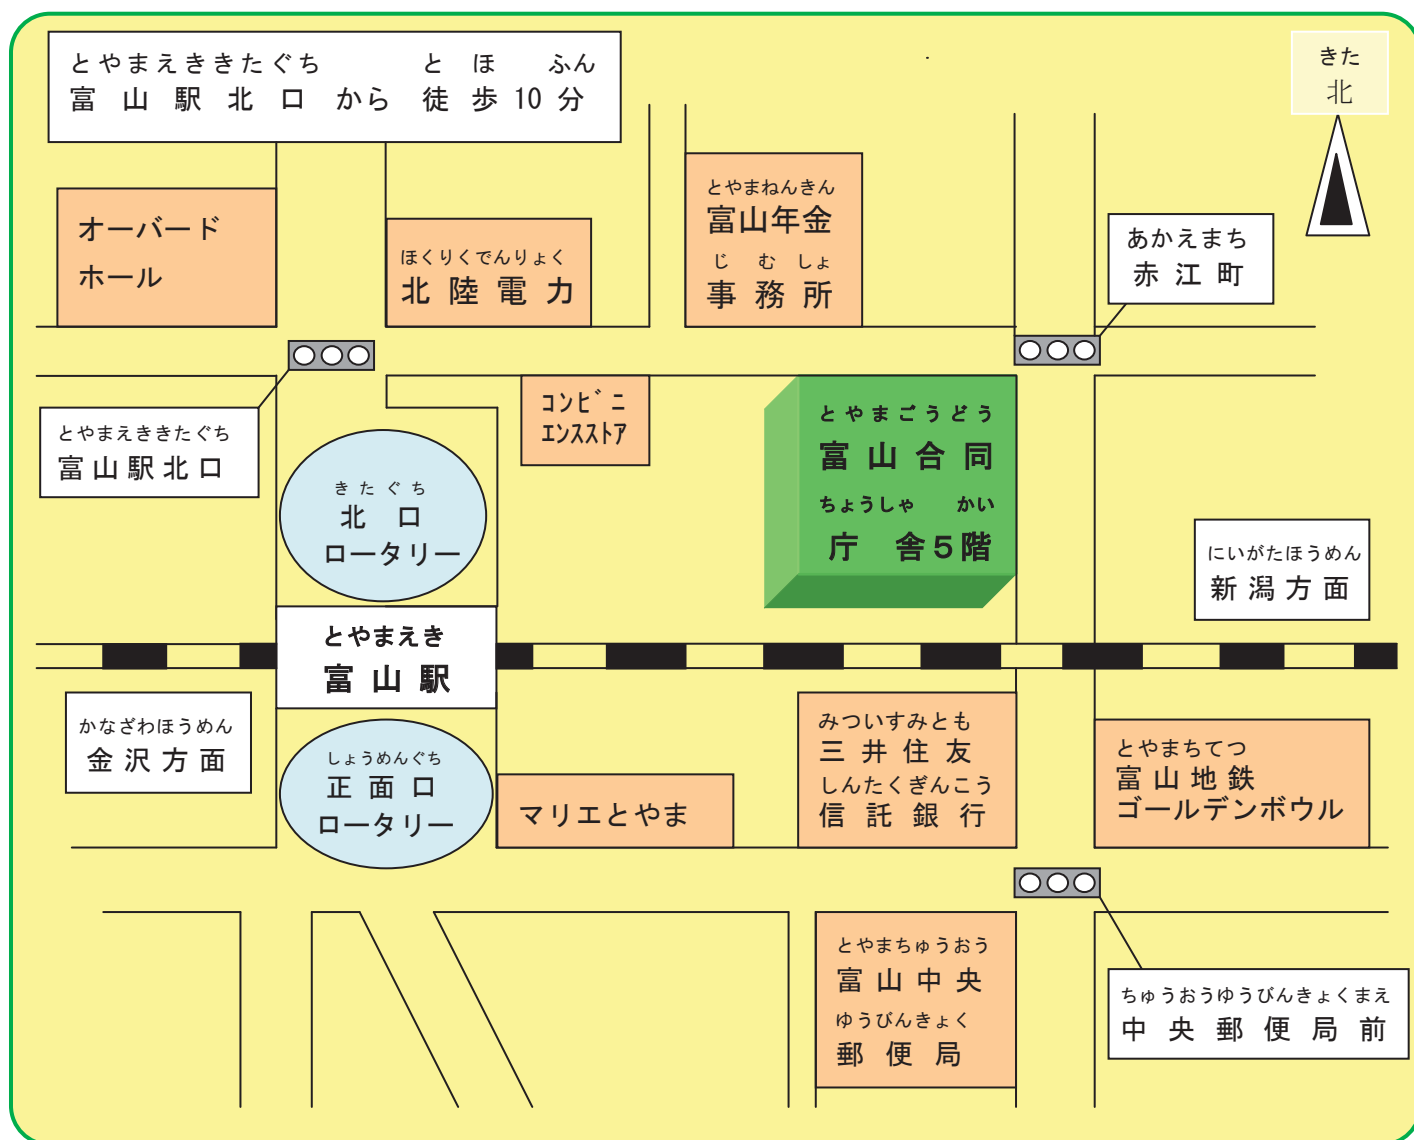 とやまえききたぐち とほ ふん
富山駅北口から 徒歩10分
きた
北
オーバード
ホール
ほくりくでんりょく
北陸電力
とやまねんきん
富山年金
じむしょ
事務所
あかえまち
赤江町
とやまえききたぐち
富山駅北口
きたぐち
北口
ロータリー
コンビニ
エンスストア
とやまごうどう
富山合同
ちょうしゃ かい
庁舎5階
にいがたほうめん
新潟方面
とやまえき
富山駅
かなざわほうめん
金沢方面
しょうめんぐち
正面口
ロータリー
マリエとやま
みついすみとも
三井住友
しんたくぎんこう
信託銀行
とやまちてつ
富山地鉄
ゴールデンボウル
とやまちゅうおう
富山中央
ゆうびんきょく
郵便局
ちゅうおうゆうびんきょくまえ
中央郵便局前